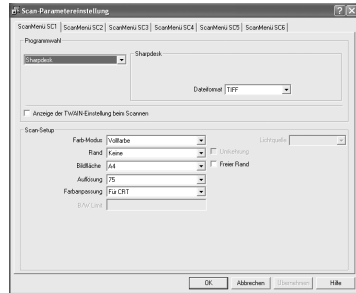 Scan-Parametereinstellung
ScanMenü SC1 ScanMenü SC2 ScanMenü SC3 ScanMenü SC4 ScanMenü SC5 ScanMenü SC6
Programmwahl
Sharpdesk
Sharpdesk
Dateiformat TIFF
Anzeige der TWAIN-Einstellung beim Scannen
Scan-Setup
Farb-Modus Vollfarbe Lichtquelle
Rand Keine Umkehrung
Bildfläche A4 Freier Rand
Auflösung 75
Farbanpassung Für CRT
B/W Limit
OK Abbrechen Übernehmen Hilfe